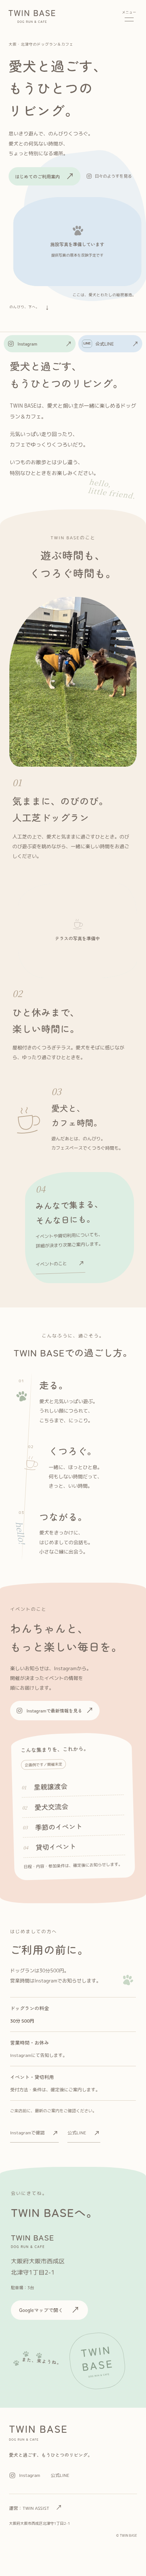 TWIN BASE
DOG RUN & CAFE
メニュー
大阪・北津守のドッグラン＆カフェ
愛犬と過ごす、
もうひとつの
リビング。
思いきり遊んで、のんびりくつろぐ。
愛犬との何気ない時間が、
ちょっと特別になる場所。
はじめてのご利用案内
日々のようすを見る
施設写真を準備しています
ここは、愛犬とわたしの秘密基地。
のんびり、下へ。
Instagram
LINE 公式LINE
愛犬と過ごす、
もうひとつのリビング。
TWIN BASEは、愛犬と飼い主が一緒に楽しめるドッグ
ラン＆カフェ。
元気いっぱい走り回ったり、
カフェでゆっくりくつろいだり。
いつものお散歩とは少し違う、
特別なひとときをお楽しみください。
hello,
little friend.
TWIN BASEのこと
遊ぶ時間も、
くつろぐ時間も。
01
気ままに、のびのび。
人工芝ドッグラン
人工芝の上で、愛犬と気ままに過ごすひととき。のび
のび遊ぶ姿を眺めながら、一緒に楽しい時間をお過ご
しください。
テラスの写真を準備中
02
ひと休みまで、
楽しい時間に。
屋根付きのくつろぎテラス。愛犬をそばに感じなが
ら、ゆったり過ごすひとときを。
03
愛犬と、
カフェ時間。
遊んだあとは、のんびり。
カフェスペースでくつろぐ時間も。
04
みんなで集まる、
そんな日にも。
イベントや貸切利用についても、
詳細が決まり次第ご案内します。
イベントのこと
こんなふうに、過ごそう。
TWIN BASEでの過ごし方。
01
走る。
愛犬と元気いっぱい遊ぶ。
うれしい顔につられて、
こちらまで、にっこり。
02
くつろぐ。
一緒に、ほっとひと息。
何もしない時間だって、
きっと、いい時間。
03
つながる。
愛犬をきっかけに、
はじめましての会話も。
小さなご縁に出会う。
hello!
イベントのこと
わんちゃんと、
もっと楽しい毎日を。
楽しいお知らせは、Instagramから。
開催が決まったイベントの情報を
順にお届けします。
Instagramで最新情報を見る
こんな集まりを、これから。
企画例です／開催未定
01 里親譲渡会
02 愛犬交流会
03 季節のイベント
04 貸切イベント
日程・内容・参加条件は、確定後にお知らせします。
はじめましての方へ
ご利用の前に。
ドッグランは30分500円。
営業時間はInstagramでお知らせします。
ドッグランの料金
30分 500円
営業時間・お休み
Instagramにて告知します。
イベント・貸切利用
受付方法・条件は、確定後にご案内します。
ご来店前に、最新のご案内をご確認ください。
Instagramで確認
公式LINE
会いにきてね。
TWIN BASEへ。
TWIN BASE
DOG RUN & CAFE
大阪府大阪市西成区
北津守1丁目2-1
駐車場：5台
Googleマップで開く
また、来ようね。
TWIN
BASE
TWIN BASE
DOG RUN & CAFE
愛犬と過ごす、もうひとつのリビング。
Instagram
公式LINE
運営：TWIN ASSIST
大阪府大阪市西成区北津守1丁目2-1
© TWIN BASE